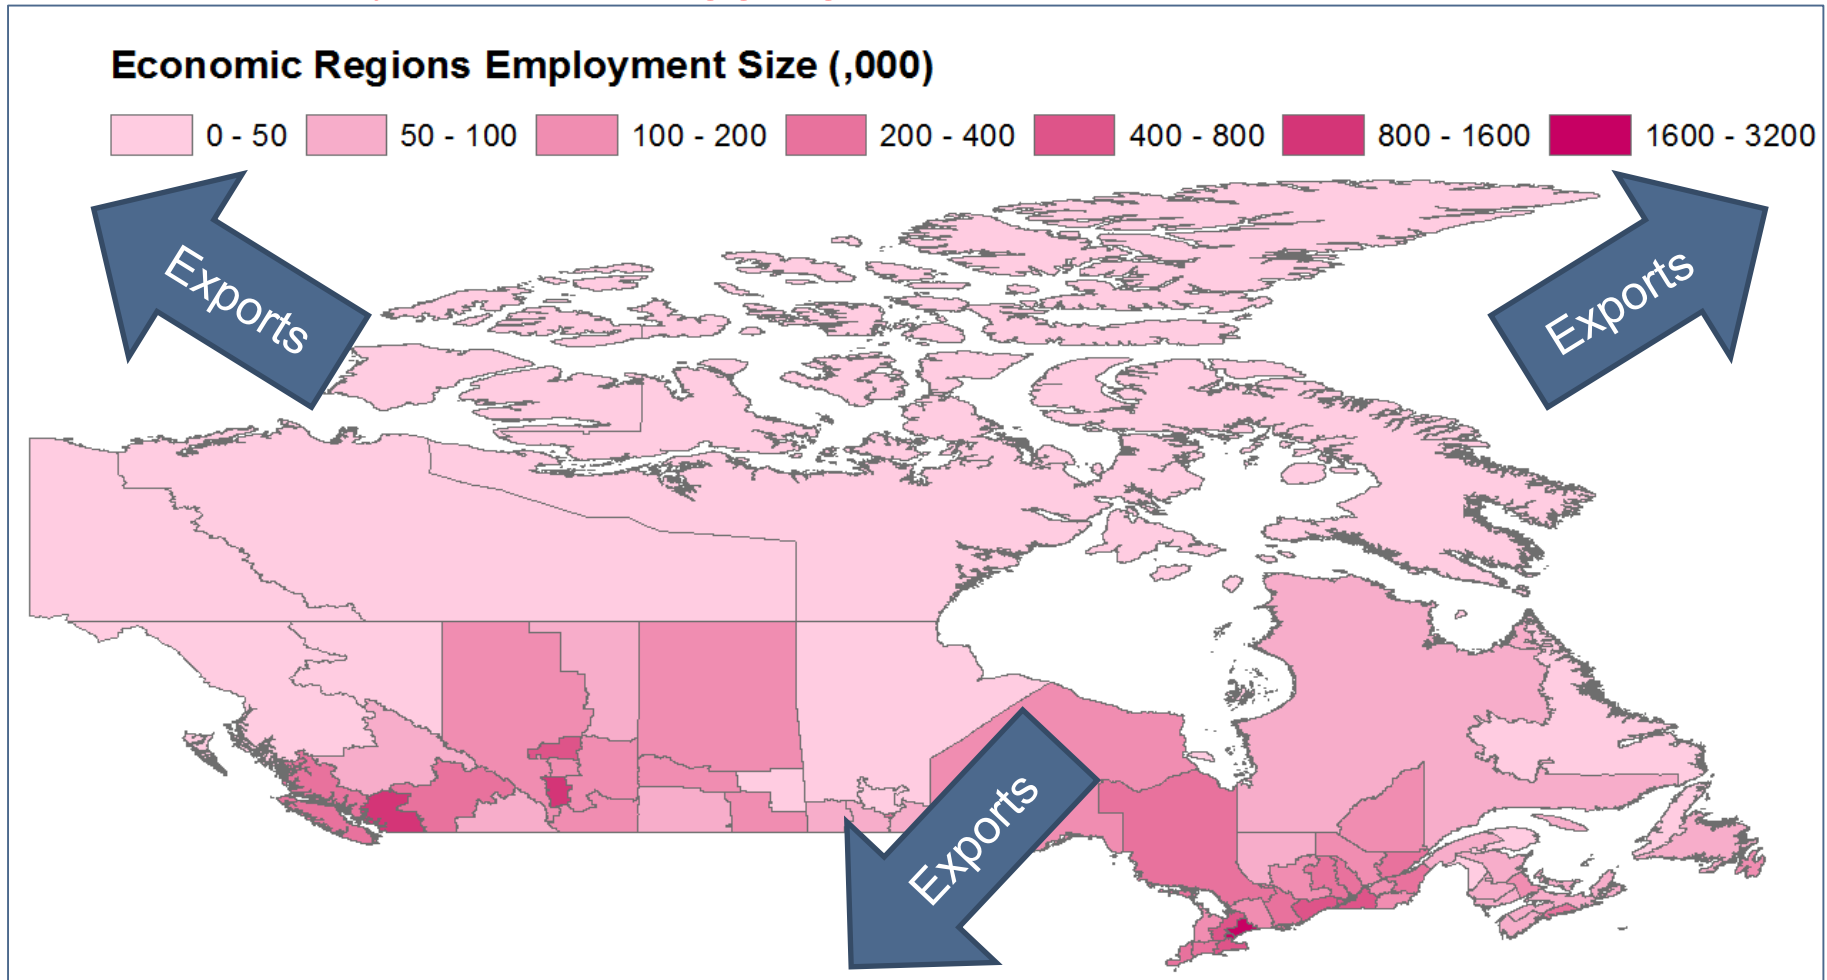 Economic Regions Employment Size (,000)
0 - 50
50 - 100
100 - 200
200 - 400
400 - 800
800 - 1600
1600 - 3200
Exports
Exports
Exports